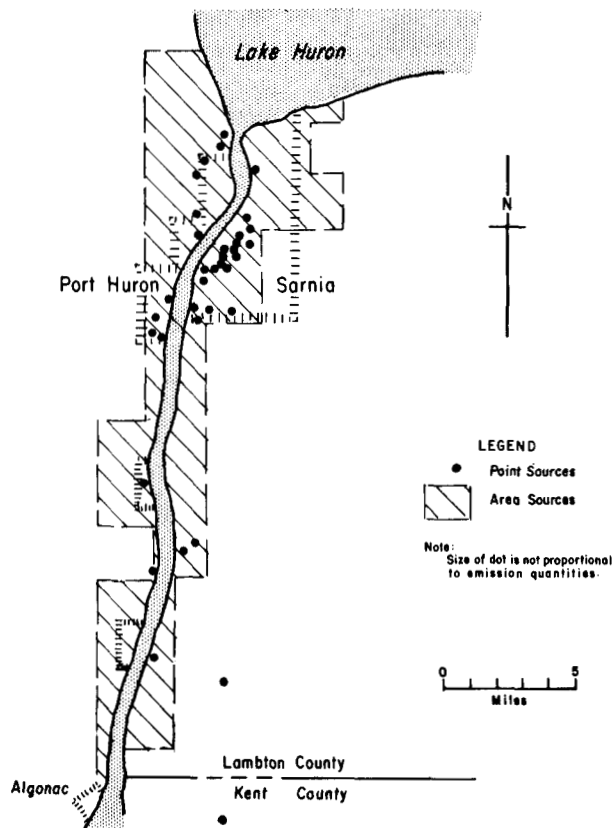 Lake Huron
N
Port Huron
Sarnia
LEGEND
Point Sources
Area Sources
Note:
Size of dot is not proportional
to emission quantities.
0 5
Miles
Lambton County
Algonac
Kent County